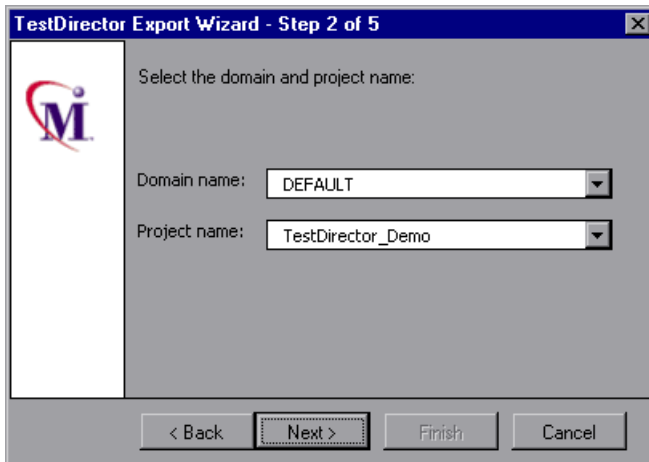 TestDirector Export Wizard - Step 2 of 5
M
Select the domain and project name:
Domain name: DEFAULT
Project name: TestDirector_Demo
< Back Next > Finish Cancel